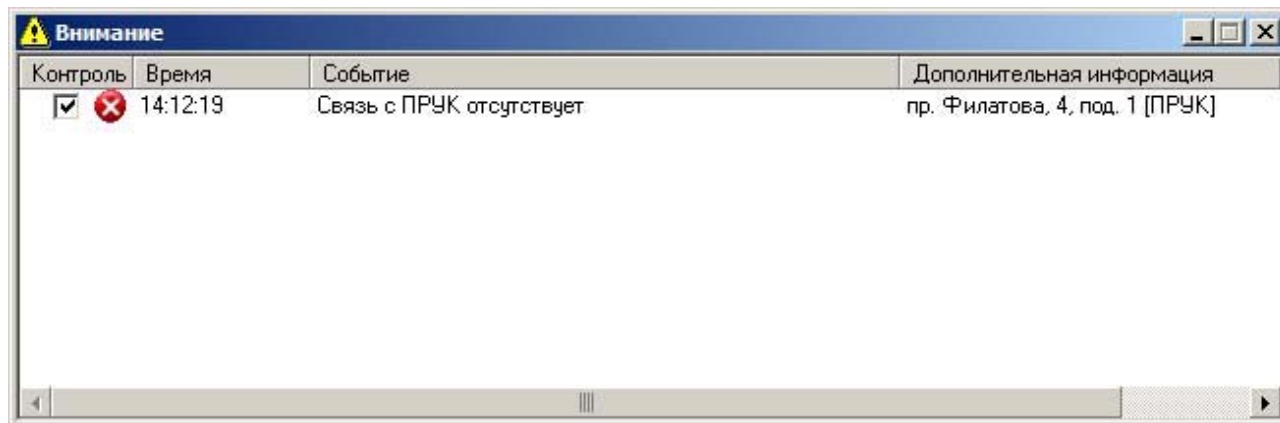 Внимание
Контроль Время Событие Дополнительная информация
14:12:19 Связь с ПРУК отсутствует пр. Филатова, 4, под. 1 [ПРУК]